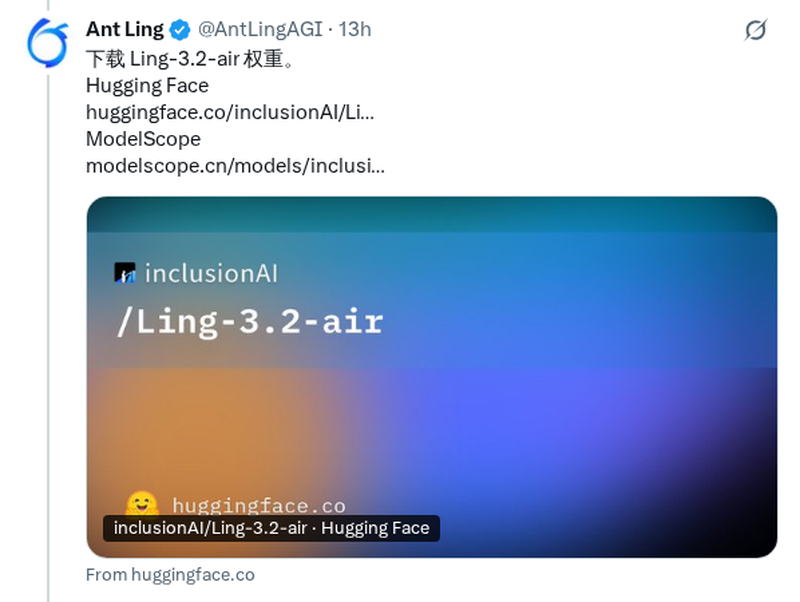 Ant Ling @AntLingAGI · 13h
下载 Ling-3.2-air 权重。
Hugging Face
huggingface.co/inclusionAI/Li...
ModelScope
modelscope.cn/models/inclusi...
inclusionAI
/Ling-3.2-air
huggingface.co
inclusionAI/Ling-3.2-air · Hugging Face
From huggingface.co